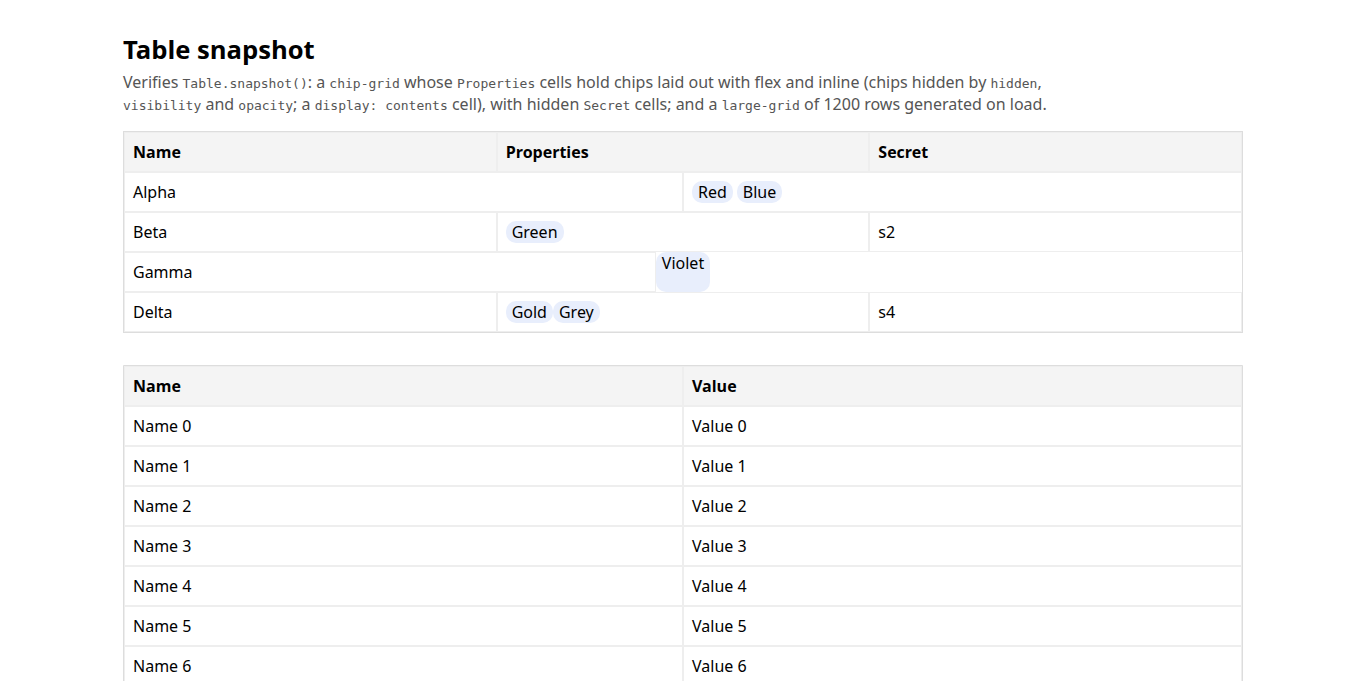 Table snapshot
Verifies Table.snapshot(): a chip-grid whose Properties cells hold chips laid out with flex and inline (chips hidden by hidden,
visibility and opacity; a display: contents cell), with hidden Secret cells; and a large-grid of 1200 rows generated on load.
Name Properties Secret
Alpha Red Blue
Beta Green s2
Gamma Violet
Delta Gold Grey s4
Name Value
Name 0 Value 0
Name 1 Value 1
Name 2 Value 2
Name 3 Value 3
Name 4 Value 4
Name 5 Value 5
Name 6 Value 6